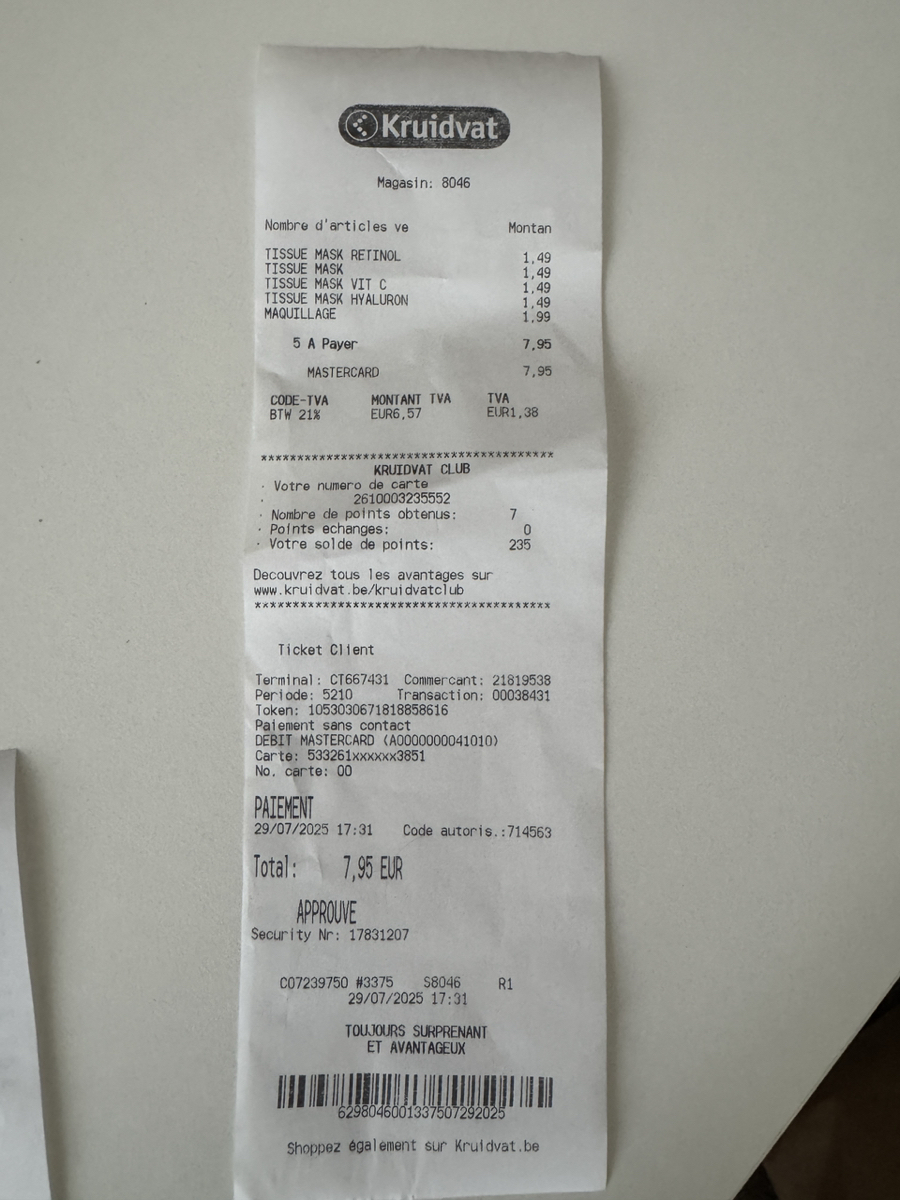 Kruidvat
Magasin: 8046
Nombre d'articles ve Montan
TISSUE MASK RETINOL 1,49
TISSUE MASK 1,49
TISSUE MASK VIT C 1,49
TISSUE MASK HYALURON 1,49
MAQUILLAGE 1,99
5 A Payer 7,95
MASTERCARD 7,95
CODE-TVA MONTANT TVA TVA
BTW 21% EUR6,57 EUR1,38
****************************************
KRUIDVAT CLUB
· Votre numero de carte
· 2610003235552
· Nombre de points obtenus: 7
· Points echanges: 0
· Votre solde de points: 235
Decouvrez tous les avantages sur
www.kruidvat.be/kruidvatclub
****************************************
Ticket Client
Terminal: CT667431 Commercant: 21819538
Periode: 5210 Transaction: 00038431
Token: 1053030671818858616
Paiement sans contact
DEBIT MASTERCARD (A0000000041010)
Carte: 533261xxxxxx3851
No. carte: 00
PAIEMENT
29/07/2025 17:31 Code autoris.:714563
Total: 7,95 EUR
APPROUVE
Security Nr: 17831207
C07239750 #3375 S8046 R1
29/07/2025 17:31
TOUJOURS SURPRENANT
ET AVANTAGEUX
6298046001337507292025
Shoppez également sur Kruidvat.be